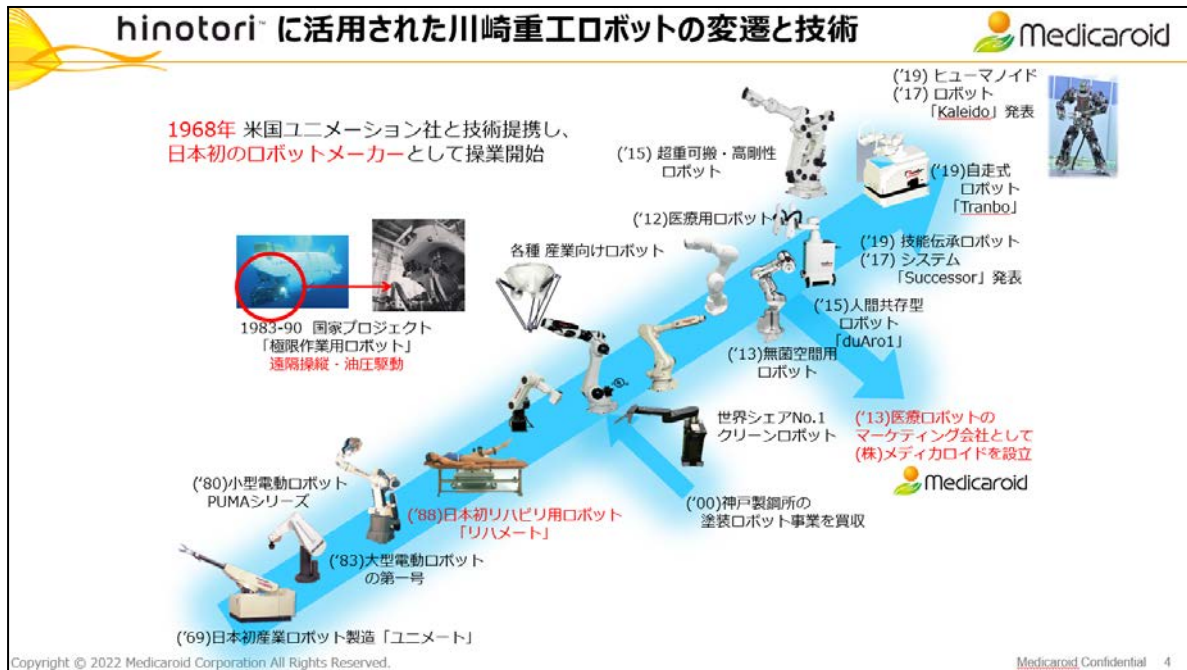 hinotori™ に活用された川崎重工ロボットの変遷と技術
Medicaroid
1968年 米国ユニメーション社と技術提携し、
日本初のロボットメーカーとして操業開始
('19) ヒューマノイド
('17) ロボット
「Kaleido」発表
('15) 超重可搬・高剛性
ロボット
('19)自走式
ロボット
「Tranbo」
('12)医療用ロボット
各種 産業向けロボット
('19) 技能伝承ロボット
('17) システム
「Successor」発表
1983-90 国家プロジェクト
「極限作業用ロボット」
遠隔操縦・油圧駆動
('15)人間共存型
ロボット
「duAro1」
('13)無菌空間用
ロボット
世界シェアNo.1
クリーンロボット
('13)医療ロボットの
マーケティング会社として
(株)メディカロイドを設立
Medicaroid
('80)小型電動ロボット
PUMAシリーズ
('88)日本初リハビリ用ロボット
「リハメート」
('00)神戸製鋼所の
塗装ロボット事業を買収
('83)大型電動ロボット
の第一号
('69)日本初産業ロボット製造「ユニメート」
Copyright © 2022 Medicaroid Corporation All Rights Reserved.
Medicaroid Confidential 4